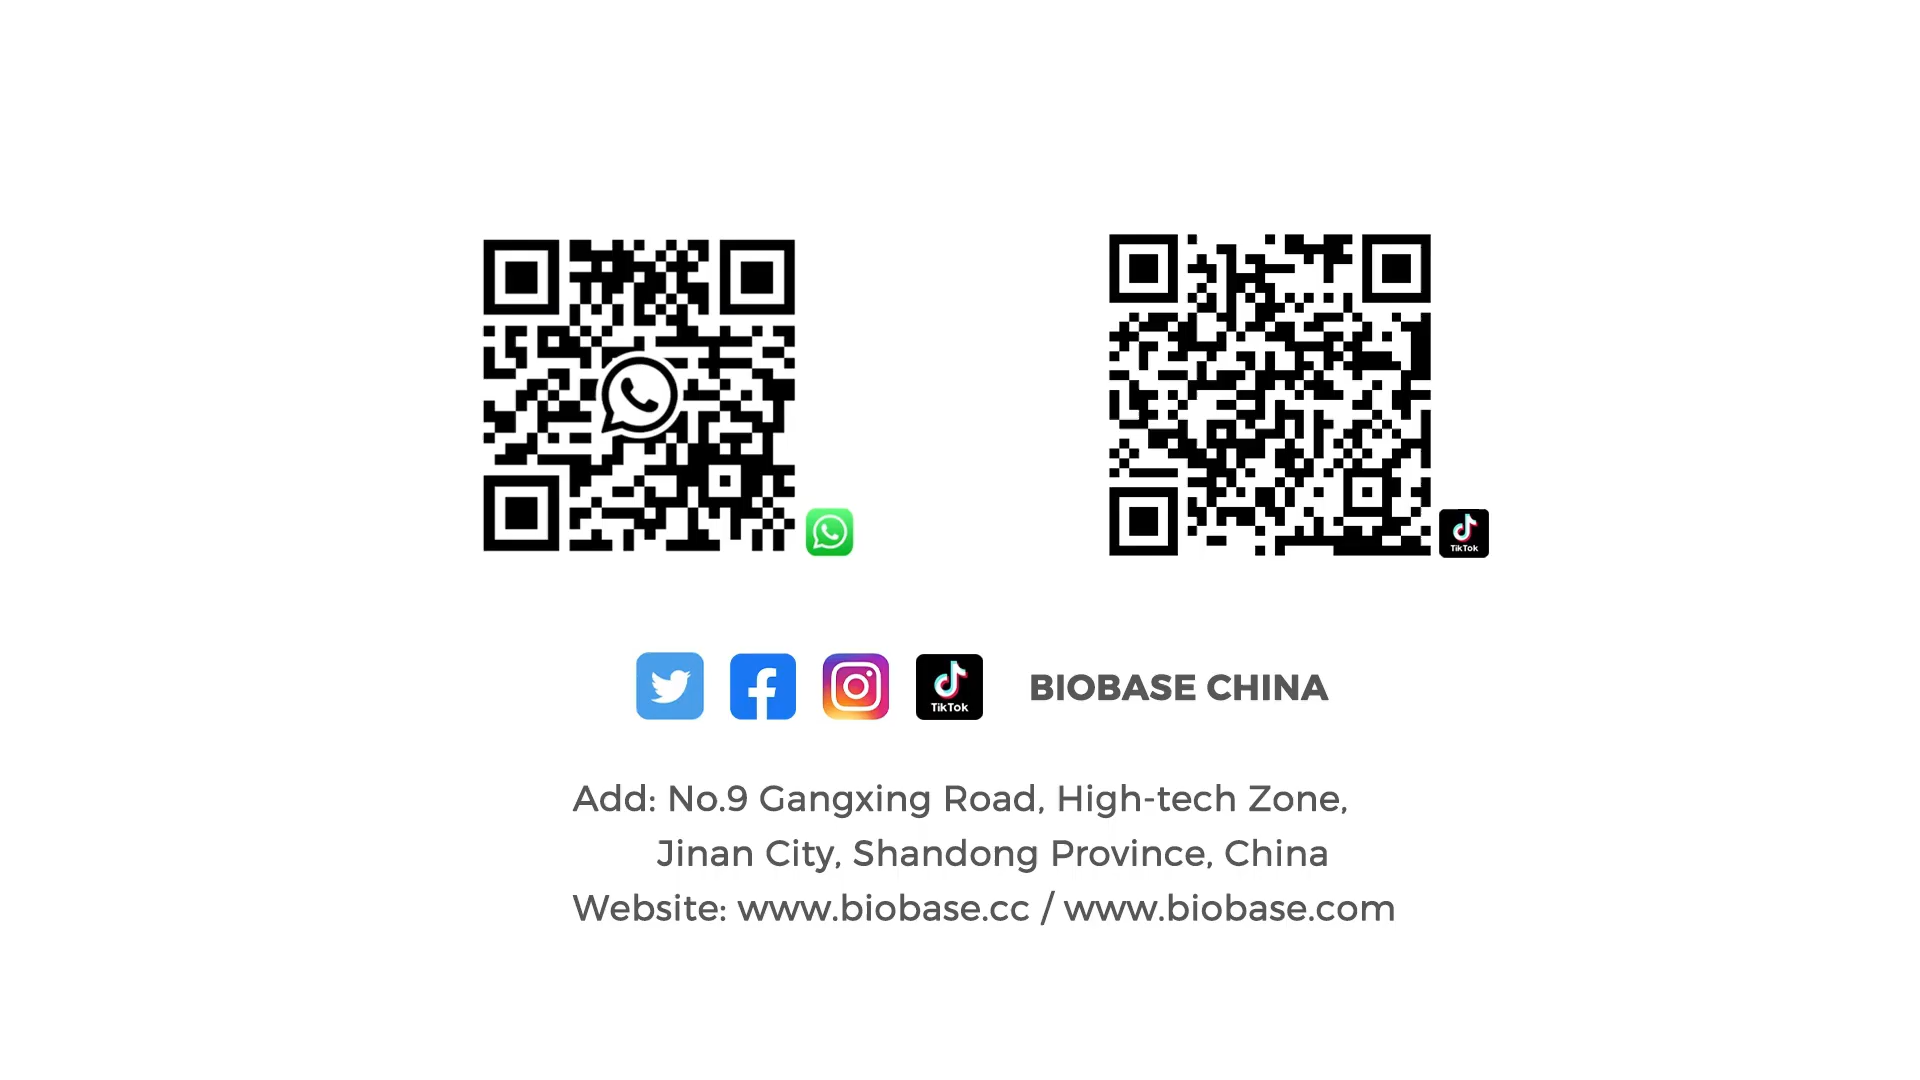 TikTok
TikTok
BIOBASE CHINA
Add: No.9 Gangxing Road, High-tech Zone,
Jinan City, Shandong Province, China
Website: www.biobase.cc / www.biobase.com